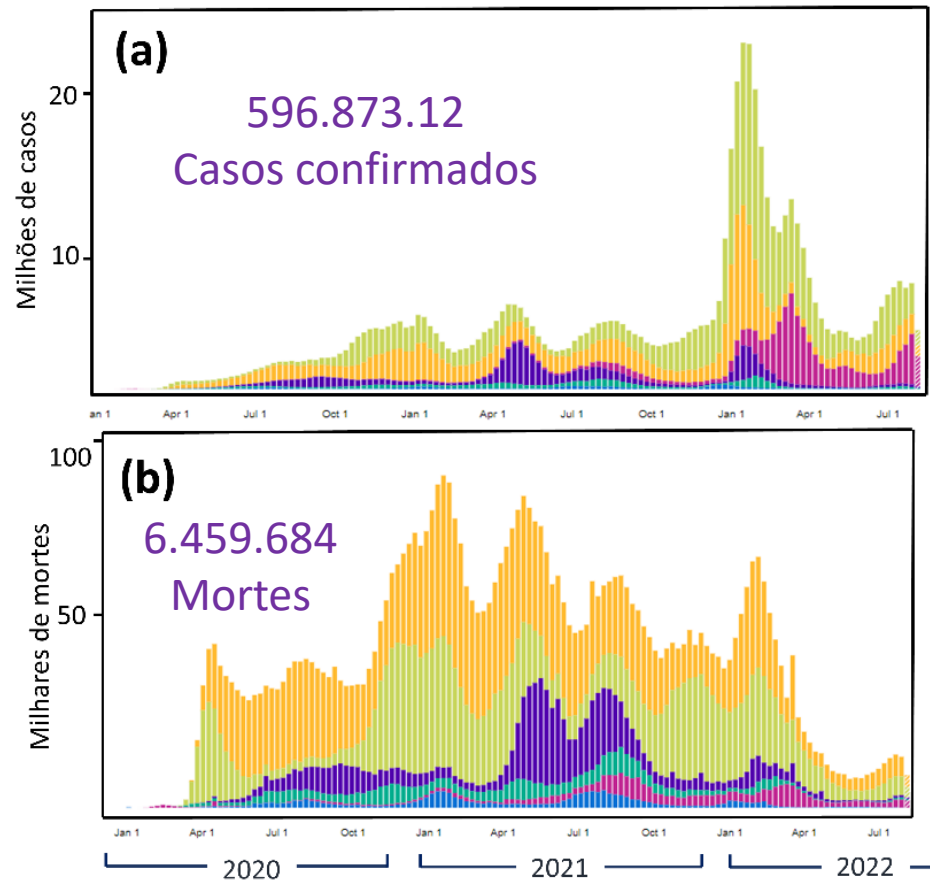 (a)
596.873.12
Casos confirmados
Milhões de casos
20
10
an 1 Apr 1 Jul 1 Oct 1 Jan 1 Apr 1 Jul 1 Oct 1 Jan 1 Apr 1 Jul 1
(b)
6.459.684
Mortes
Milhares de mortes
100
50
Jan 1 Apr 1 Jul 1 Oct 1 Jan 1 Apr 1 Jul 1 Oct 1 Jan 1 Apr 1 Jul 1
2020 2021 2022